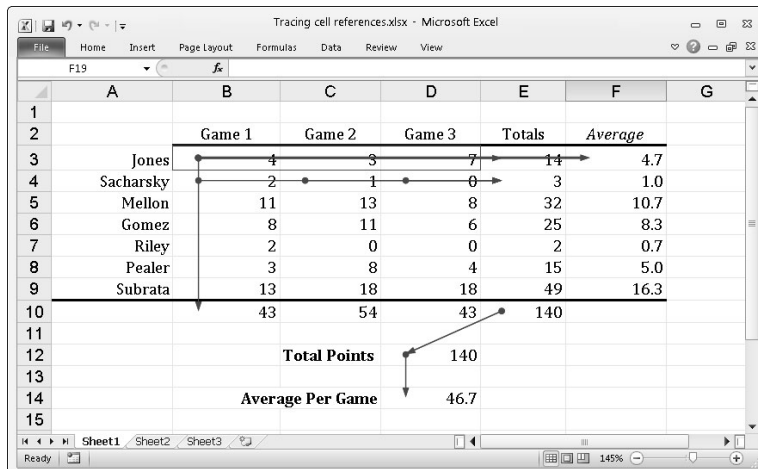 Tracing cell references.xlsx - Microsoft Excel
File Home Insert Page Layout Formulas Data Review View
F19 fx
A B C D E F G
1
2 Game 1 Game 2 Game 3 Totals Average
3 Jones 4 3 7 14 4.7
4 Sacharsky 2 1 0 3 1.0
5 Mellon 11 13 8 32 10.7
6 Gomez 8 11 6 25 8.3
7 Riley 2 0 0 2 0.7
8 Pealer 3 8 4 15 5.0
9 Subrata 13 18 18 49 16.3
10 43 54 43 140
11
12 Total Points 140
13
14 Average Per Game 46.7
15
Sheet1 Sheet2 Sheet3
Ready 145%